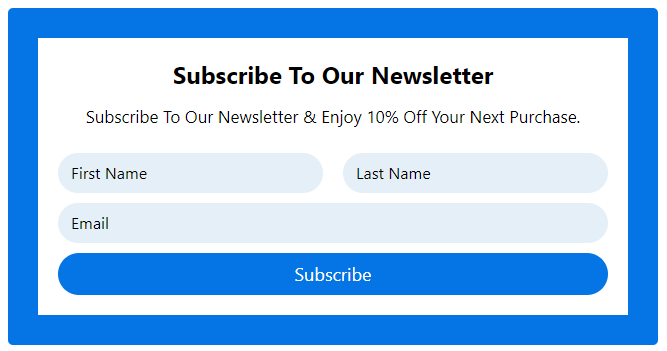 Subscribe To Our Newsletter
Subscribe To Our Newsletter & Enjoy 10% Off Your Next Purchase.
First Name
Last Name
Email
Subscribe